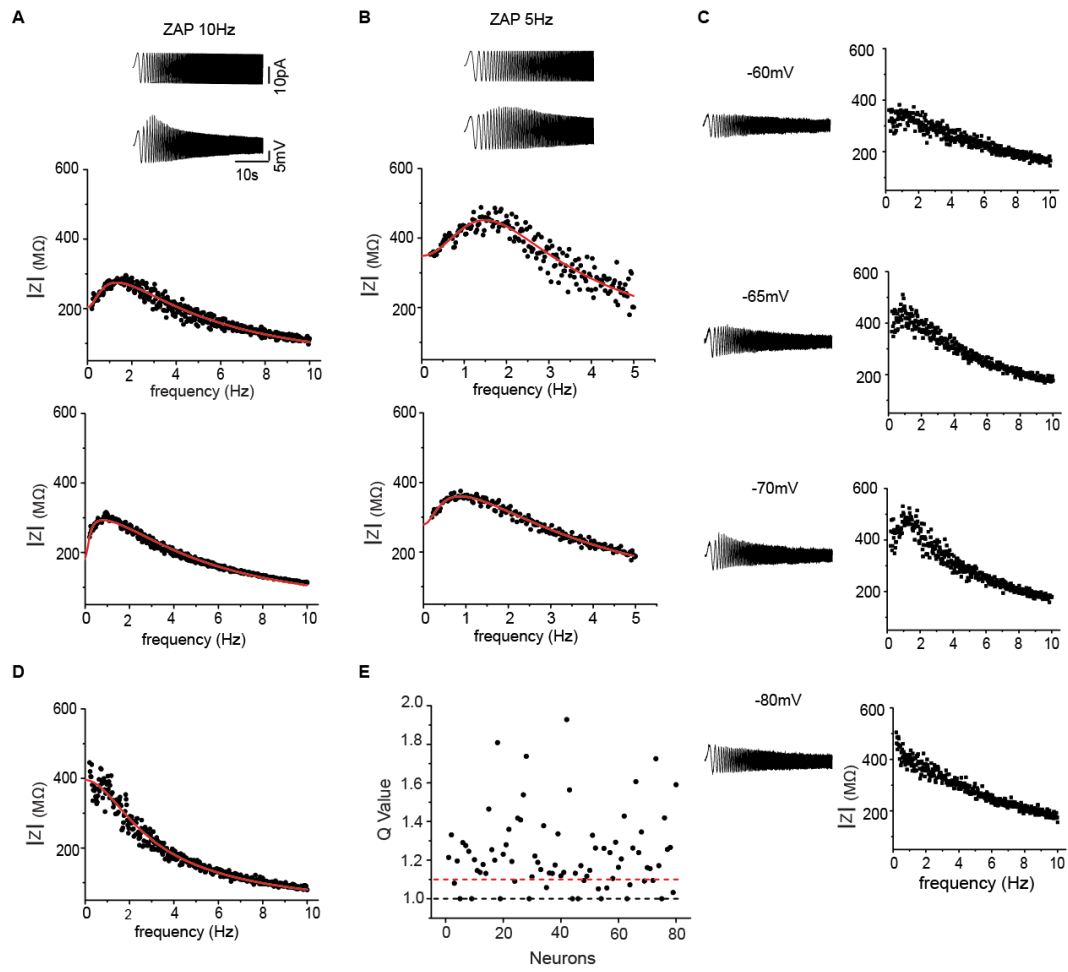 A
ZAP 10Hz
10pA
5mV
10s
600
400
200
|Z| (MΩ)
0 2 4 6 8 10
frequency (Hz)
600
400
200
|Z| (MΩ)
0 2 4 6 8 10
frequency (Hz)
B
ZAP 5Hz
600
400
200
|Z| (MΩ)
0 1 2 3 4 5
frequency (Hz)
600
400
200
|Z| (MΩ)
0 1 2 3 4 5
frequency (Hz)
C
-60mV
600
400
200
0 2 4 6 8 10
-65mV
600
400
200
0 2 4 6 8 10
-70mV
600
400
200
0 2 4 6 8 10
-80mV
600
400
200
|Z| (MΩ)
0 2 4 6 8 10
frequency (Hz)
D
600
400
200
|Z| (MΩ)
0 2 4 6 8 10
frequency (Hz)
E
2.0
1.8
1.6
1.4
1.2
1.0
Q Value
0 20 40 60 80
Neurons